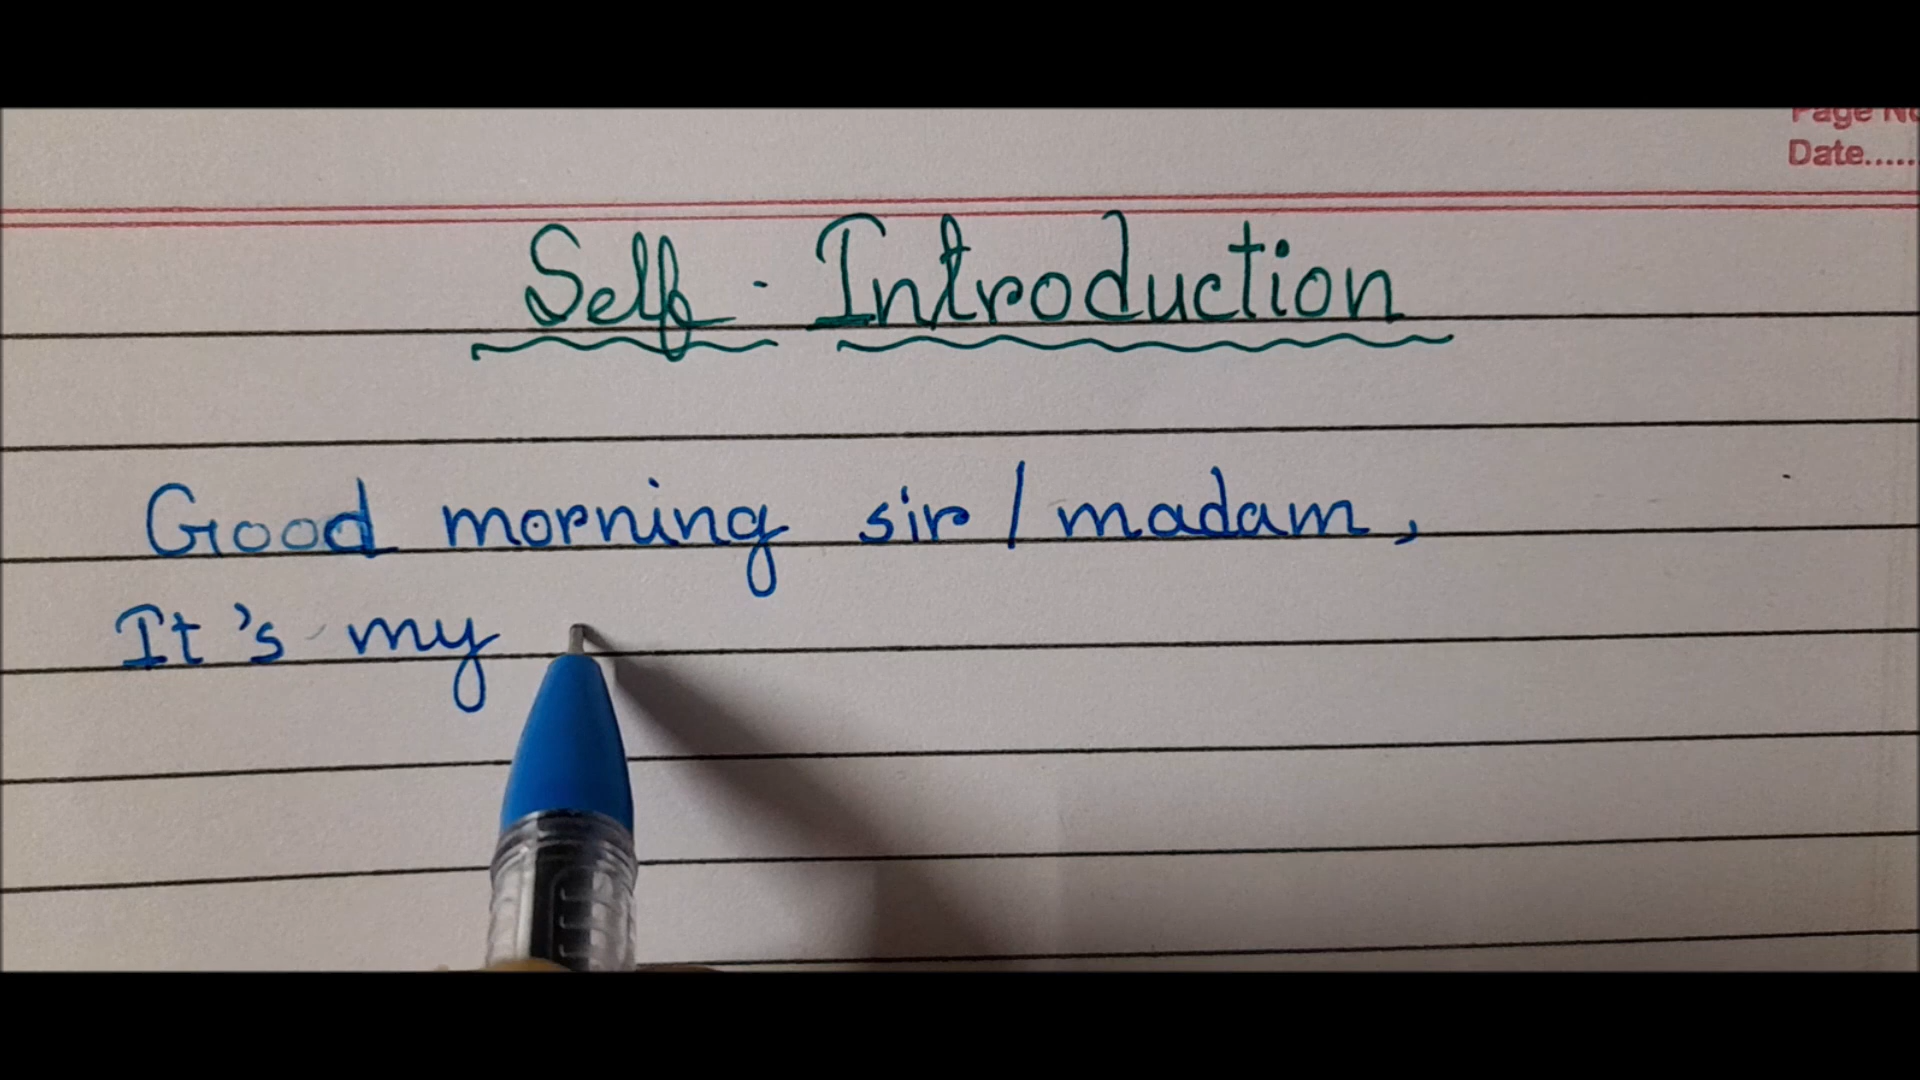 Page No
Date.....
Self - Introduction
Good morning sir / madam,
It's my